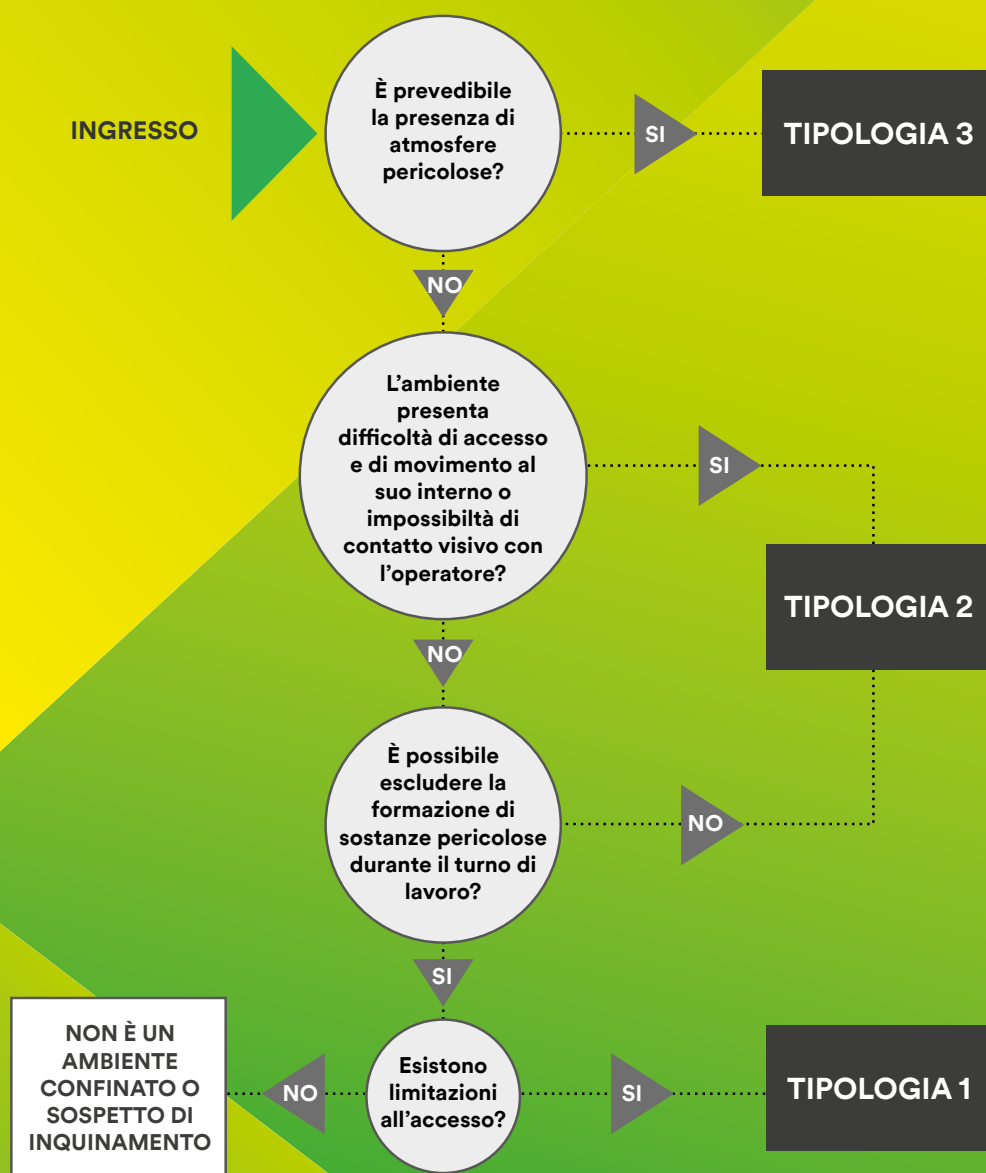 INGRESSO
È prevedibile
la presenza di
atmosfere
pericolose?
SI
TIPOLOGIA 3
NO
L'ambiente
presenta
difficoltà di accesso
e di movimento al
suo interno o
impossibiltà di
contatto visivo con
l'operatore?
SI
TIPOLOGIA 2
NO
È possibile
escludere la
formazione di
sostanze pericolose
durante il turno di
lavoro?
NO
SI
Esistono
limitazioni
all'accesso?
NO
NON È UN
AMBIENTE
CONFINATO O
SOSPETTO DI
INQUINAMENTO
SI
TIPOLOGIA 1